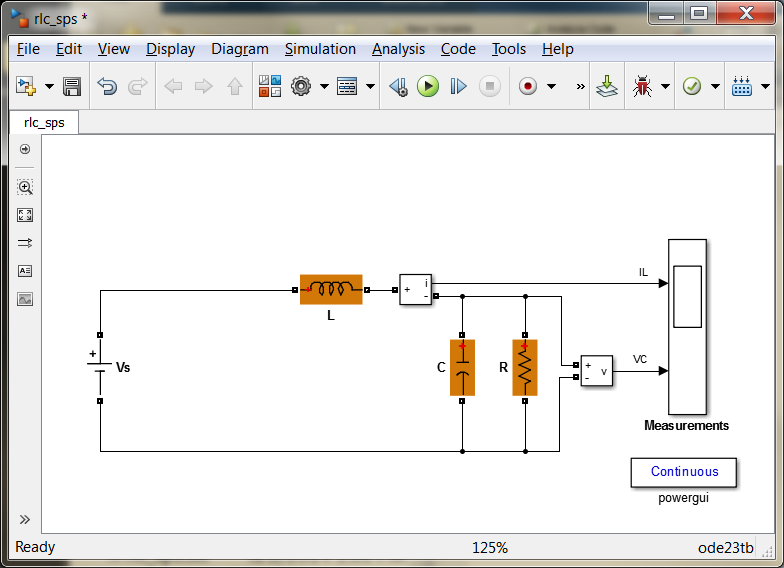 rlc_sps *
File Edit View Display Diagram Simulation Analysis Code Tools Help
»
rlc_sps
IL
i
+
-
L
+
Vs
C
R
+
-
v
VC
Measurements
Continuous
powergui
»
Ready
125%
ode23tb